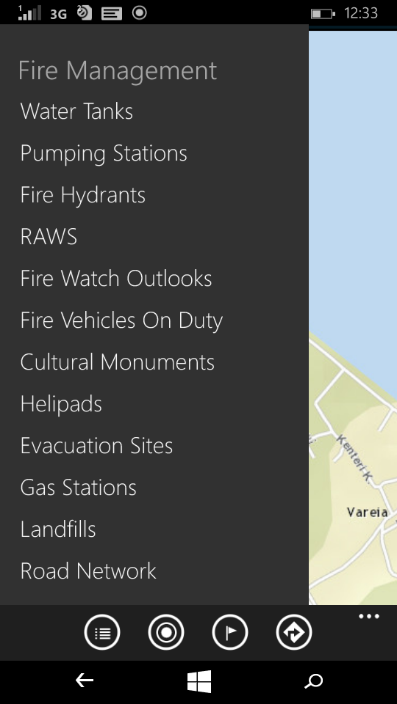 1 3G 12:33
Fire Management
Water Tanks
Pumping Stations
Fire Hydrants
RAWS
Fire Watch Outlooks
Fire Vehicles On Duty
Cultural Monuments
Helipads
Evacuation Sites
Kenteri K.
Gas Stations
Vareia
Landfills
Road Network